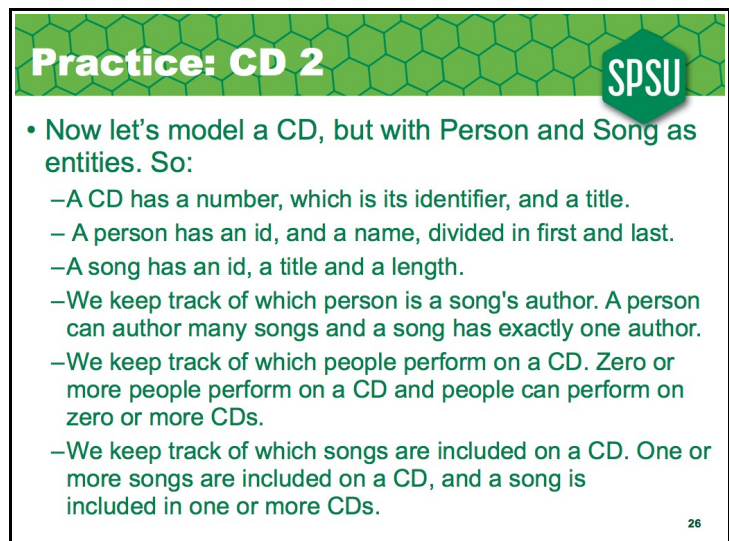 Practice: CD 2
SPSU
• Now let's model a CD, but with Person and Song as
entities. So:
–A CD has a number, which is its identifier, and a title.
– A person has an id, and a name, divided in first and last.
–A song has an id, a title and a length.
–We keep track of which person is a song's author. A person
can author many songs and a song has exactly one author.
–We keep track of which people perform on a CD. Zero or
more people perform on a CD and people can perform on
zero or more CDs.
–We keep track of which songs are included on a CD. One or
more songs are included on a CD, and a song is
included in one or more CDs.
26